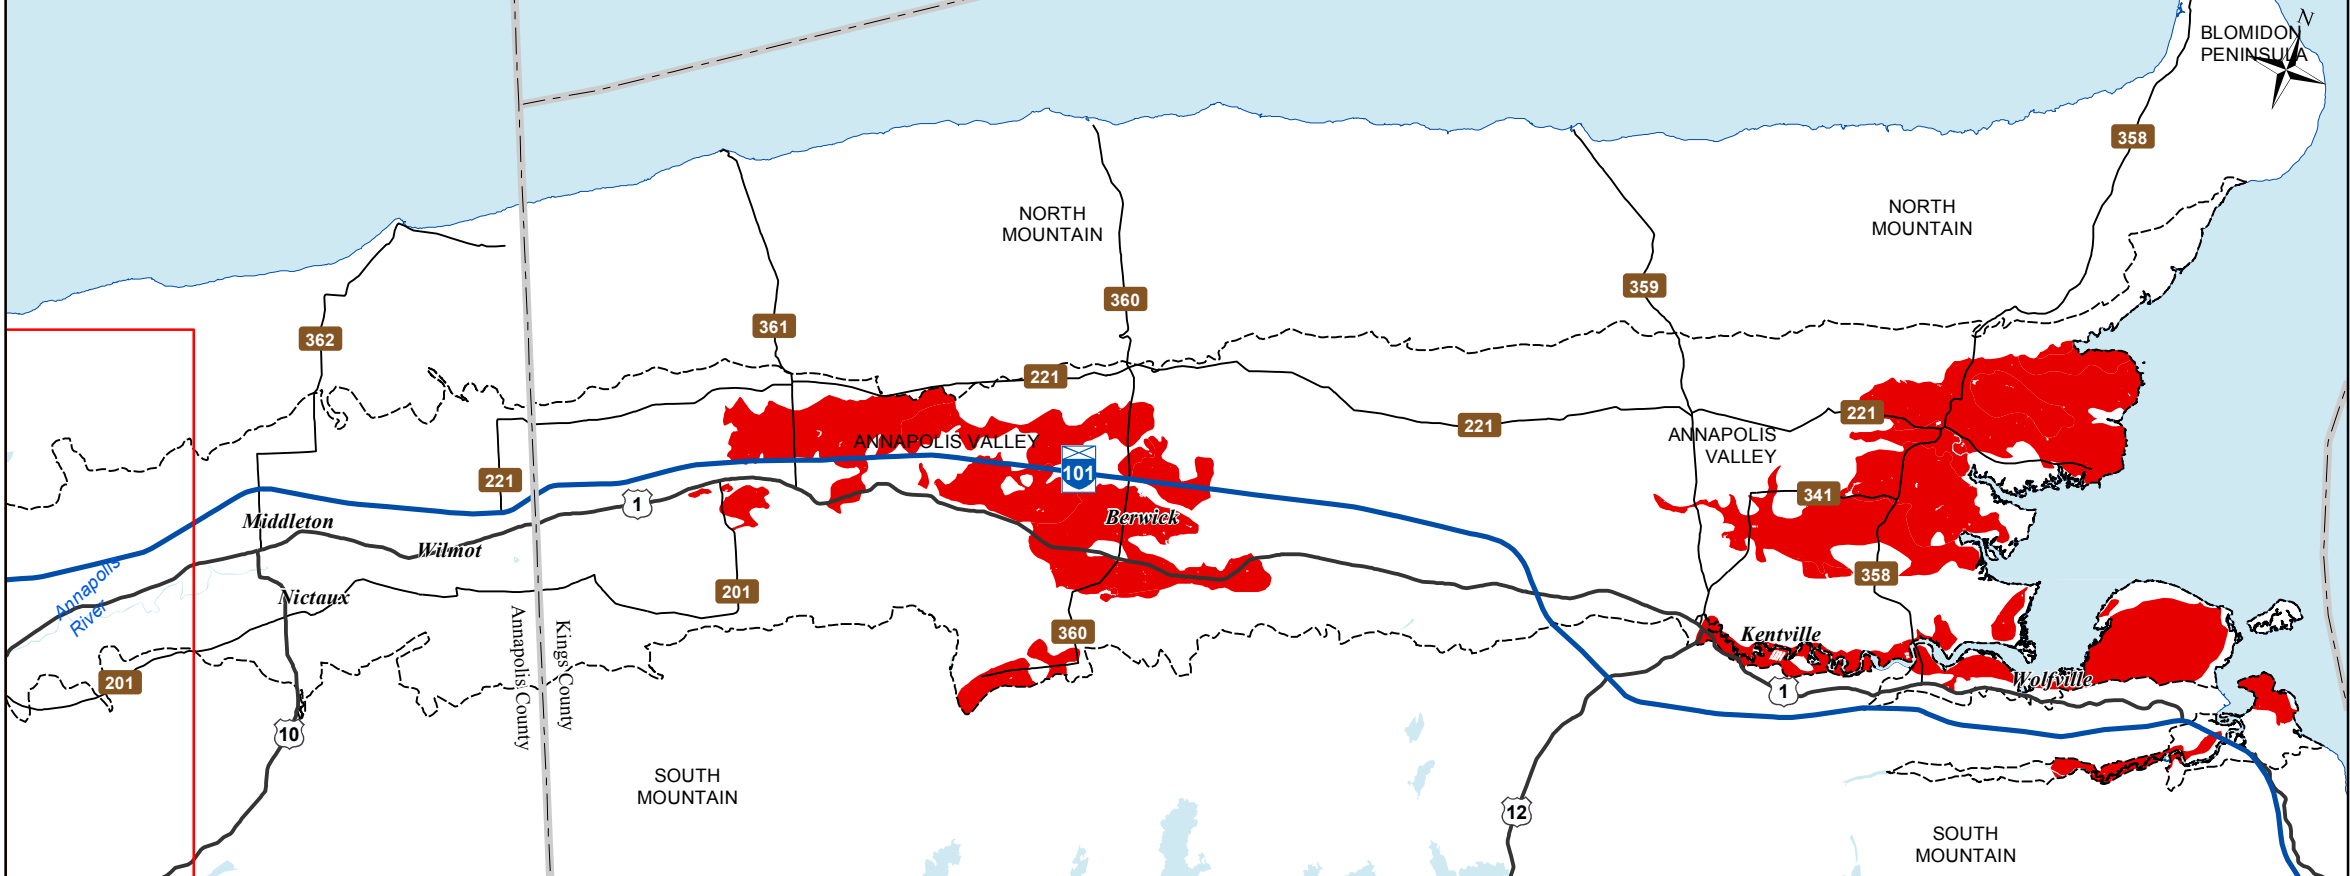 N
BLOMIDON
PENINSULA
358
NORTH
MOUNTAIN
NORTH
MOUNTAIN
359
360
361
362
221
221
221
ANNAPOLIS VALLEY
ANNAPOLIS
VALLEY
101
221
341
1
Middleton
Wilmot
Berwick
358
Annapolis
River
Nictaux
201
Annapolis County
Kings County
360
Kentville
201
1
Wolfville
10
SOUTH
MOUNTAIN
12
SOUTH
MOUNTAIN